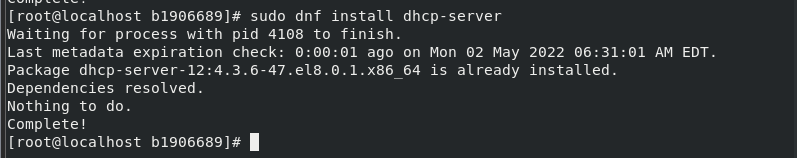 Complete!
[root@localhost b1906689]# sudo dnf install dhcp-server
Waiting for process with pid 4108 to finish.
Last metadata expiration check: 0:00:01 ago on Mon 02 May 2022 06:31:01 AM EDT.
Package dhcp-server-12:4.3.6-47.el8.0.1.x86_64 is already installed.
Dependencies resolved.
Nothing to do.
Complete!
[root@localhost b1906689]#